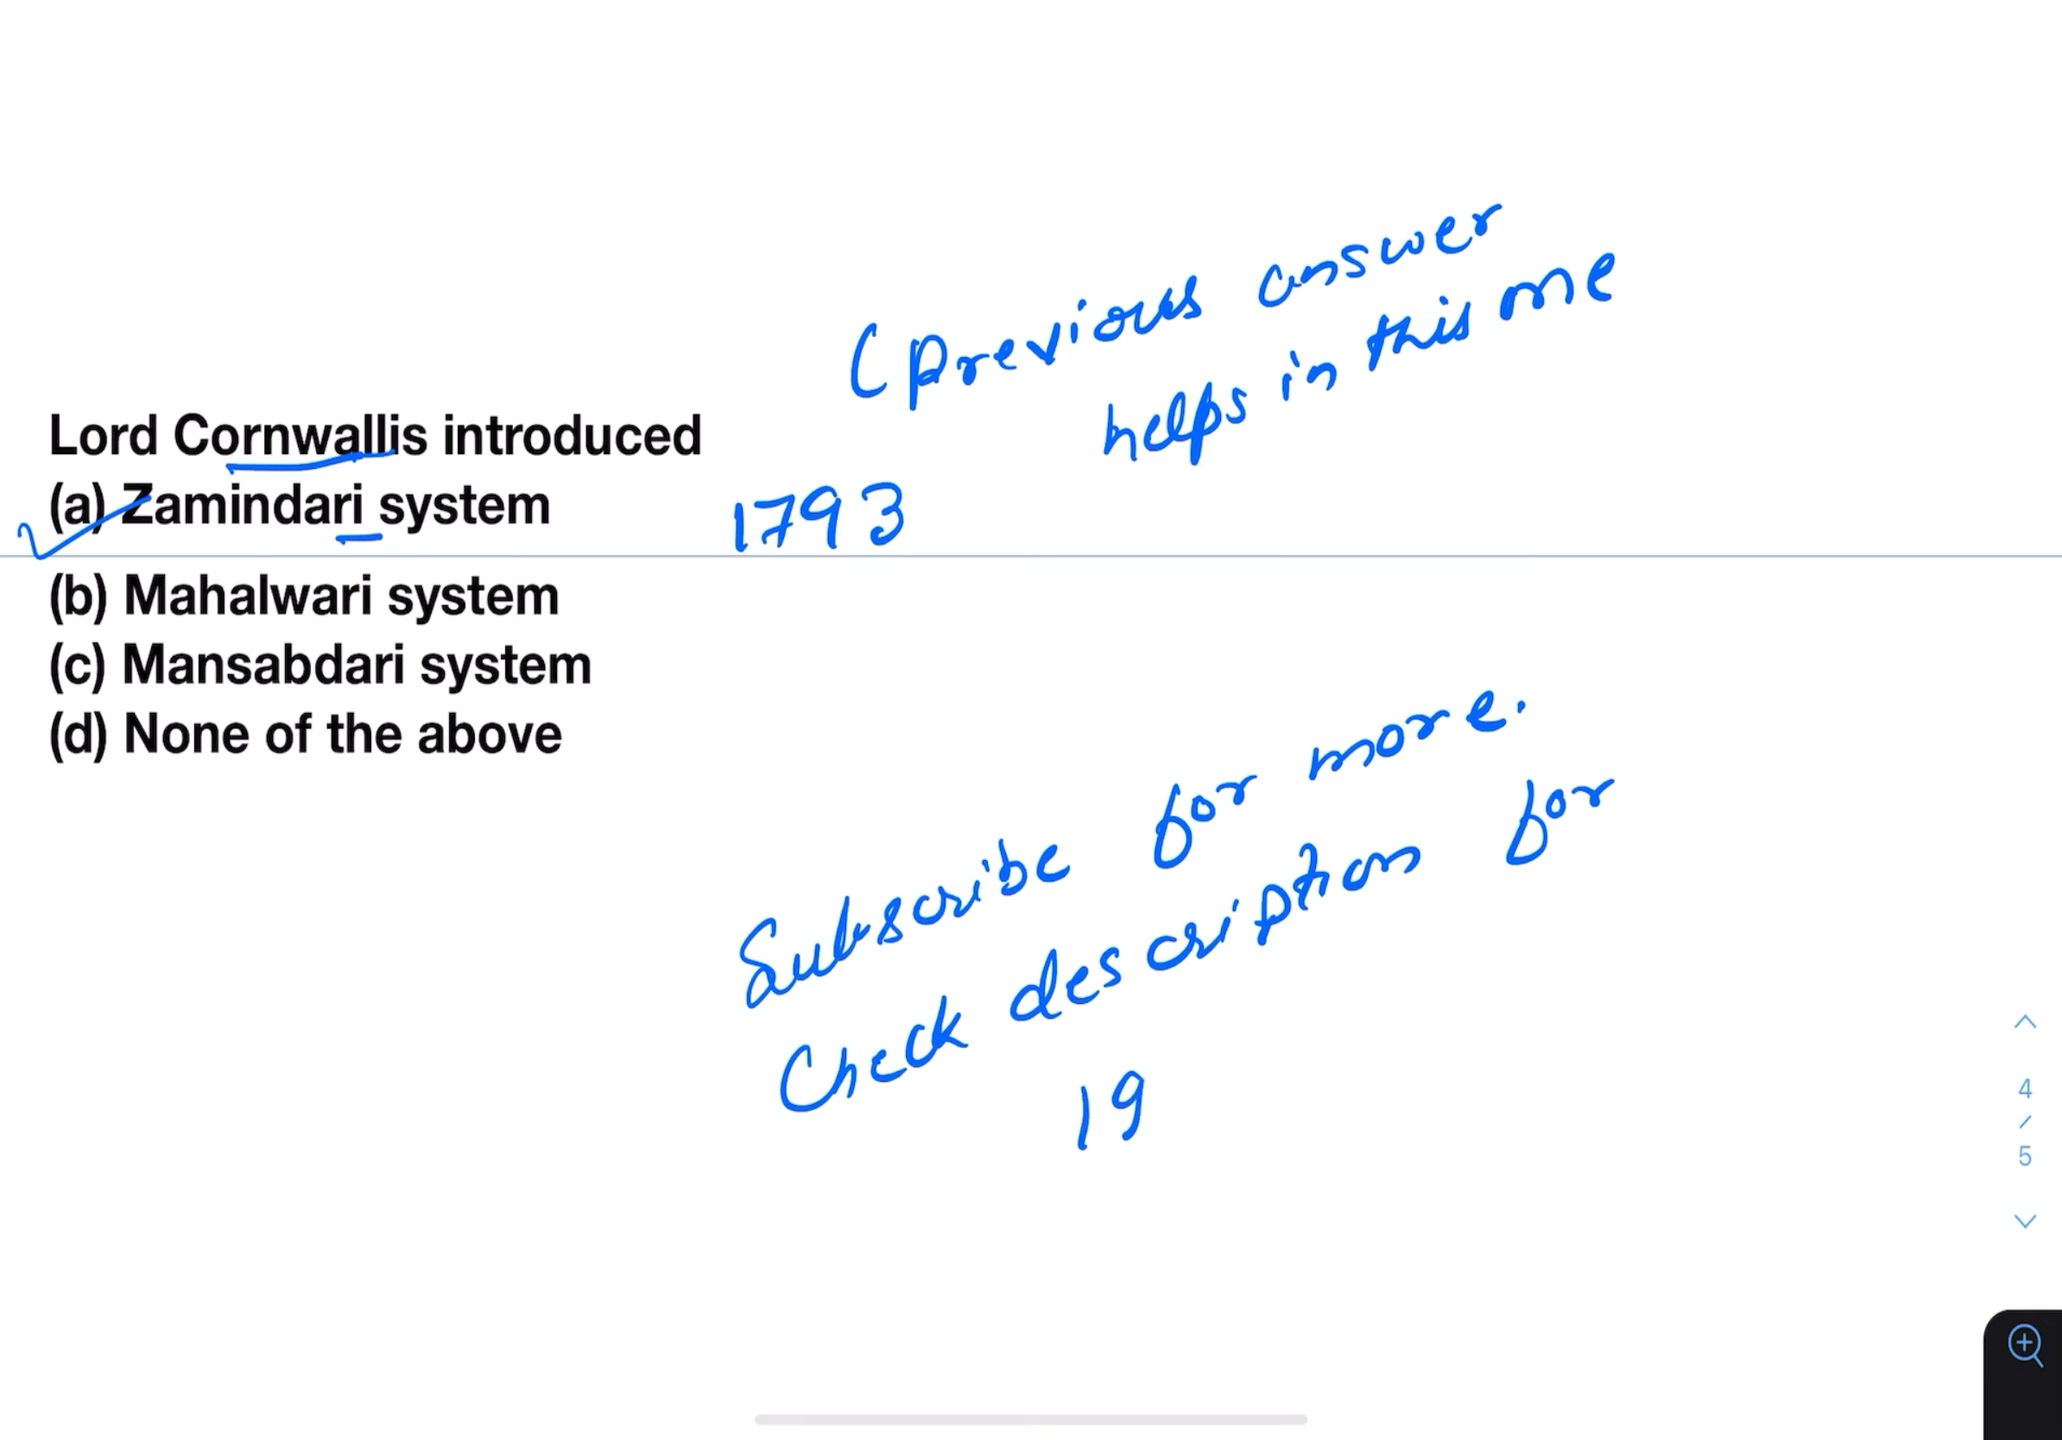 (previous answer
helps in this one
Lord Cornwallis introduced
(a) Zamindari system 1793
(b) Mahalwari system
(c) Mansabdari system
(d) None of the above
Subscribe for more.
Check description for
19
4
/
5